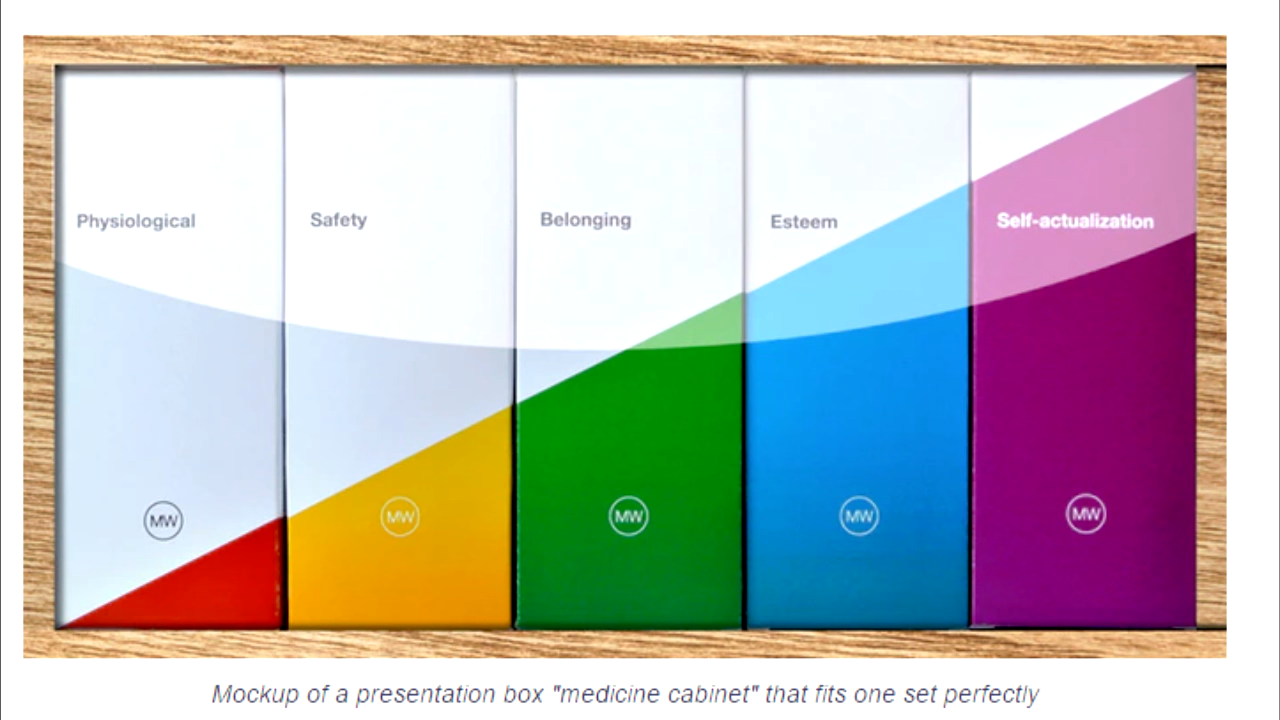 Physiological
Safety
Belonging
Esteem
Self-actualization
MW
MW
MW
MW
MW
Mockup of a presentation box "medicine cabinet" that fits one set perfectly